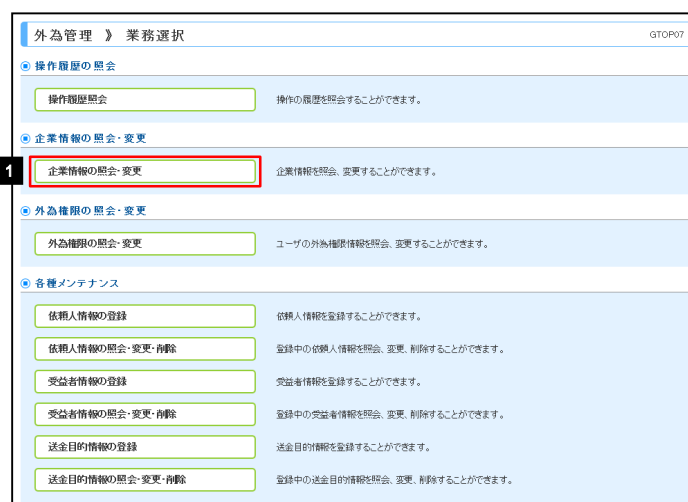 外為管理 》 業務選択 GTOP07
操作履歴の照会
操作履歴照会 操作の履歴を照会することができます。
企業情報の照会・変更
1 企業情報の照会・変更 企業情報を照会、変更することができます。
外為権限の照会・変更
外為権限の照会・変更 ユーザの外為権限情報を照会、変更することができます。
各種メンテナンス
依頼人情報の登録 依頼人情報を登録することができます。
依頼人情報の照会・変更・削除 登録中の依頼人情報を照会、変更、削除することができます。
受益者情報の登録 受益者情報を登録することができます。
受益者情報の照会・変更・削除 登録中の受益者情報を照会、変更、削除することができます。
送金目的情報の登録 送金目的情報を登録することができます。
送金目的情報の照会・変更・削除 登録中の送金目的情報を照会、変更、削除することができます。